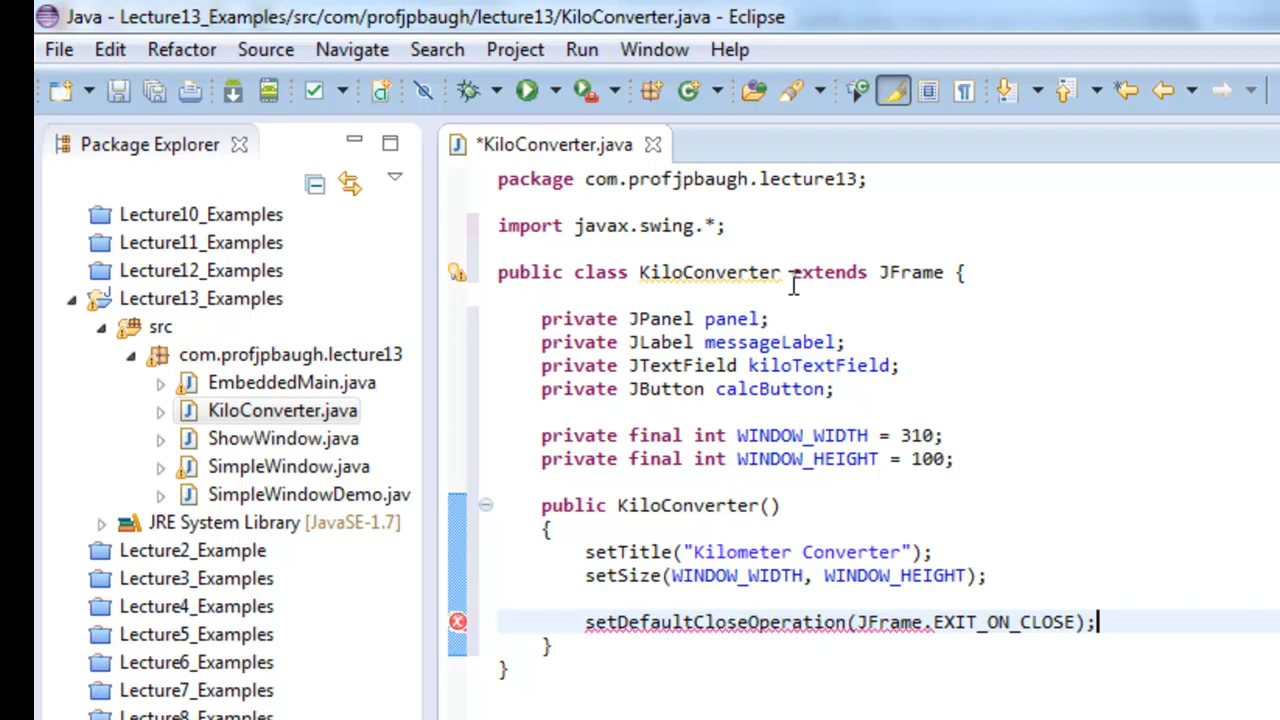 Java - Lecture13_Examples/src/com/profjpbaugh/lecture13/KiloConverter.java - Eclipse
File Edit Refactor Source Navigate Search Project Run Window Help
Package Explorer
Lecture10_Examples
Lecture11_Examples
Lecture12_Examples
Lecture13_Examples
src
com.profjpbaugh.lecture13
EmbeddedMain.java
KiloConverter.java
ShowWindow.java
SimpleWindow.java
SimpleWindowDemo.jav
JRE System Library [JavaSE-1.7]
Lecture2_Example
Lecture3_Examples
Lecture4_Examples
Lecture5_Examples
Lecture6_Examples
Lecture7_Examples
Lecture8_Examples
*KiloConverter.java
package com.profjpbaugh.lecture13;
import javax.swing.*;
public class KiloConverter extends JFrame {
private JPanel panel;
private JLabel messageLabel;
private JTextField kiloTextField;
private JButton calcButton;
private final int WINDOW_WIDTH = 310;
private final int WINDOW_HEIGHT = 100;
public KiloConverter()
{
setTitle("Kilometer Converter");
setSize(WINDOW_WIDTH, WINDOW_HEIGHT);
setDefaultCloseOperation(JFrame.EXIT_ON_CLOSE);
}
}